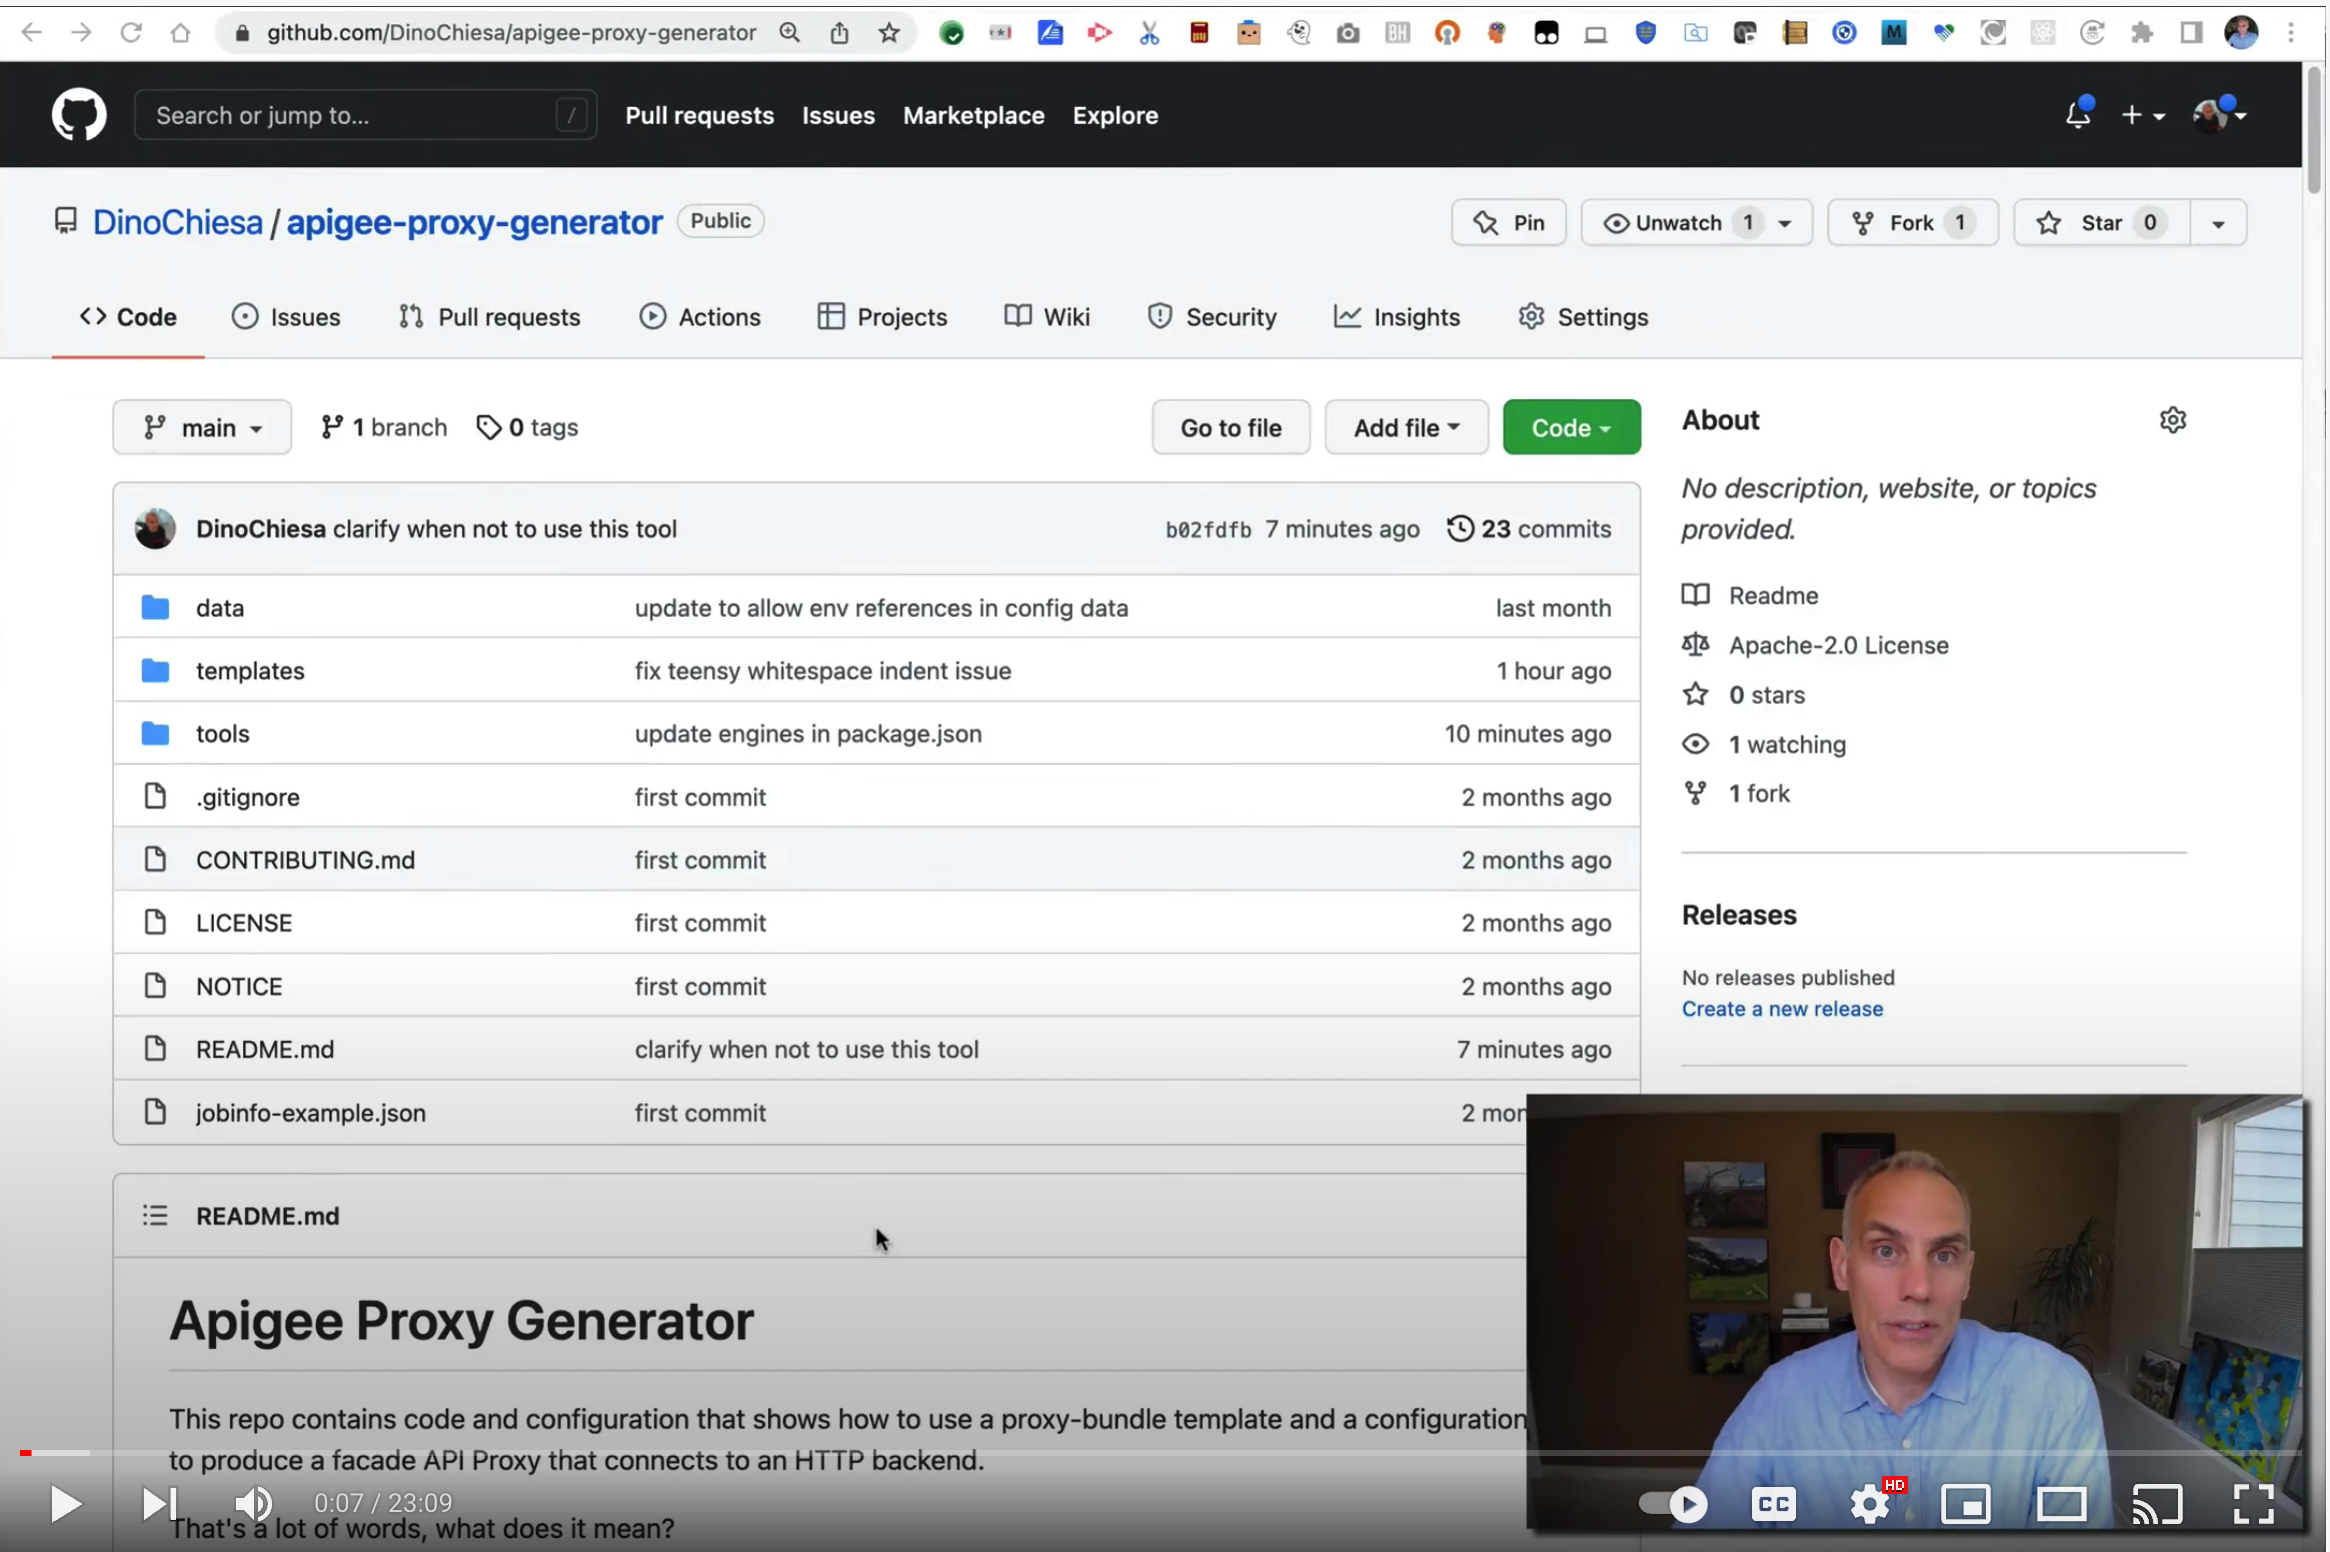 github.com/DinoChiesa/apigee-proxy-generator
BH
M
Search or jump to...
/
Pull requests
Issues
Marketplace
Explore
DinoChiesa / apigee-proxy-generator
Public
Pin
Unwatch 1
Fork 1
Star 0
Code
Issues
Pull requests
Actions
Projects
Wiki
Security
Insights
Settings
main
1 branch
0 tags
Go to file
Add file
Code
DinoChiesa clarify when not to use this tool
b02fdfb 7 minutes ago
23 commits
data
update to allow env references in config data
last month
templates
fix teensy whitespace indent issue
1 hour ago
tools
update engines in package.json
10 minutes ago
.gitignore
first commit
2 months ago
CONTRIBUTING.md
first commit
2 months ago
LICENSE
first commit
2 months ago
NOTICE
first commit
2 months ago
README.md
clarify when not to use this tool
7 minutes ago
jobinfo-example.json
first commit
2 mon
About
No description, website, or topics
provided.
Readme
Apache-2.0 License
0 stars
1 watching
1 fork
Releases
No releases published
Create a new release
README.md
Apigee Proxy Generator
This repo contains code and configuration that shows how to use a proxy-bundle template and a configuration
to produce a facade API Proxy that connects to an HTTP backend.
That's a lot of words, what does it mean?
0:07 / 23:09
CC
HD